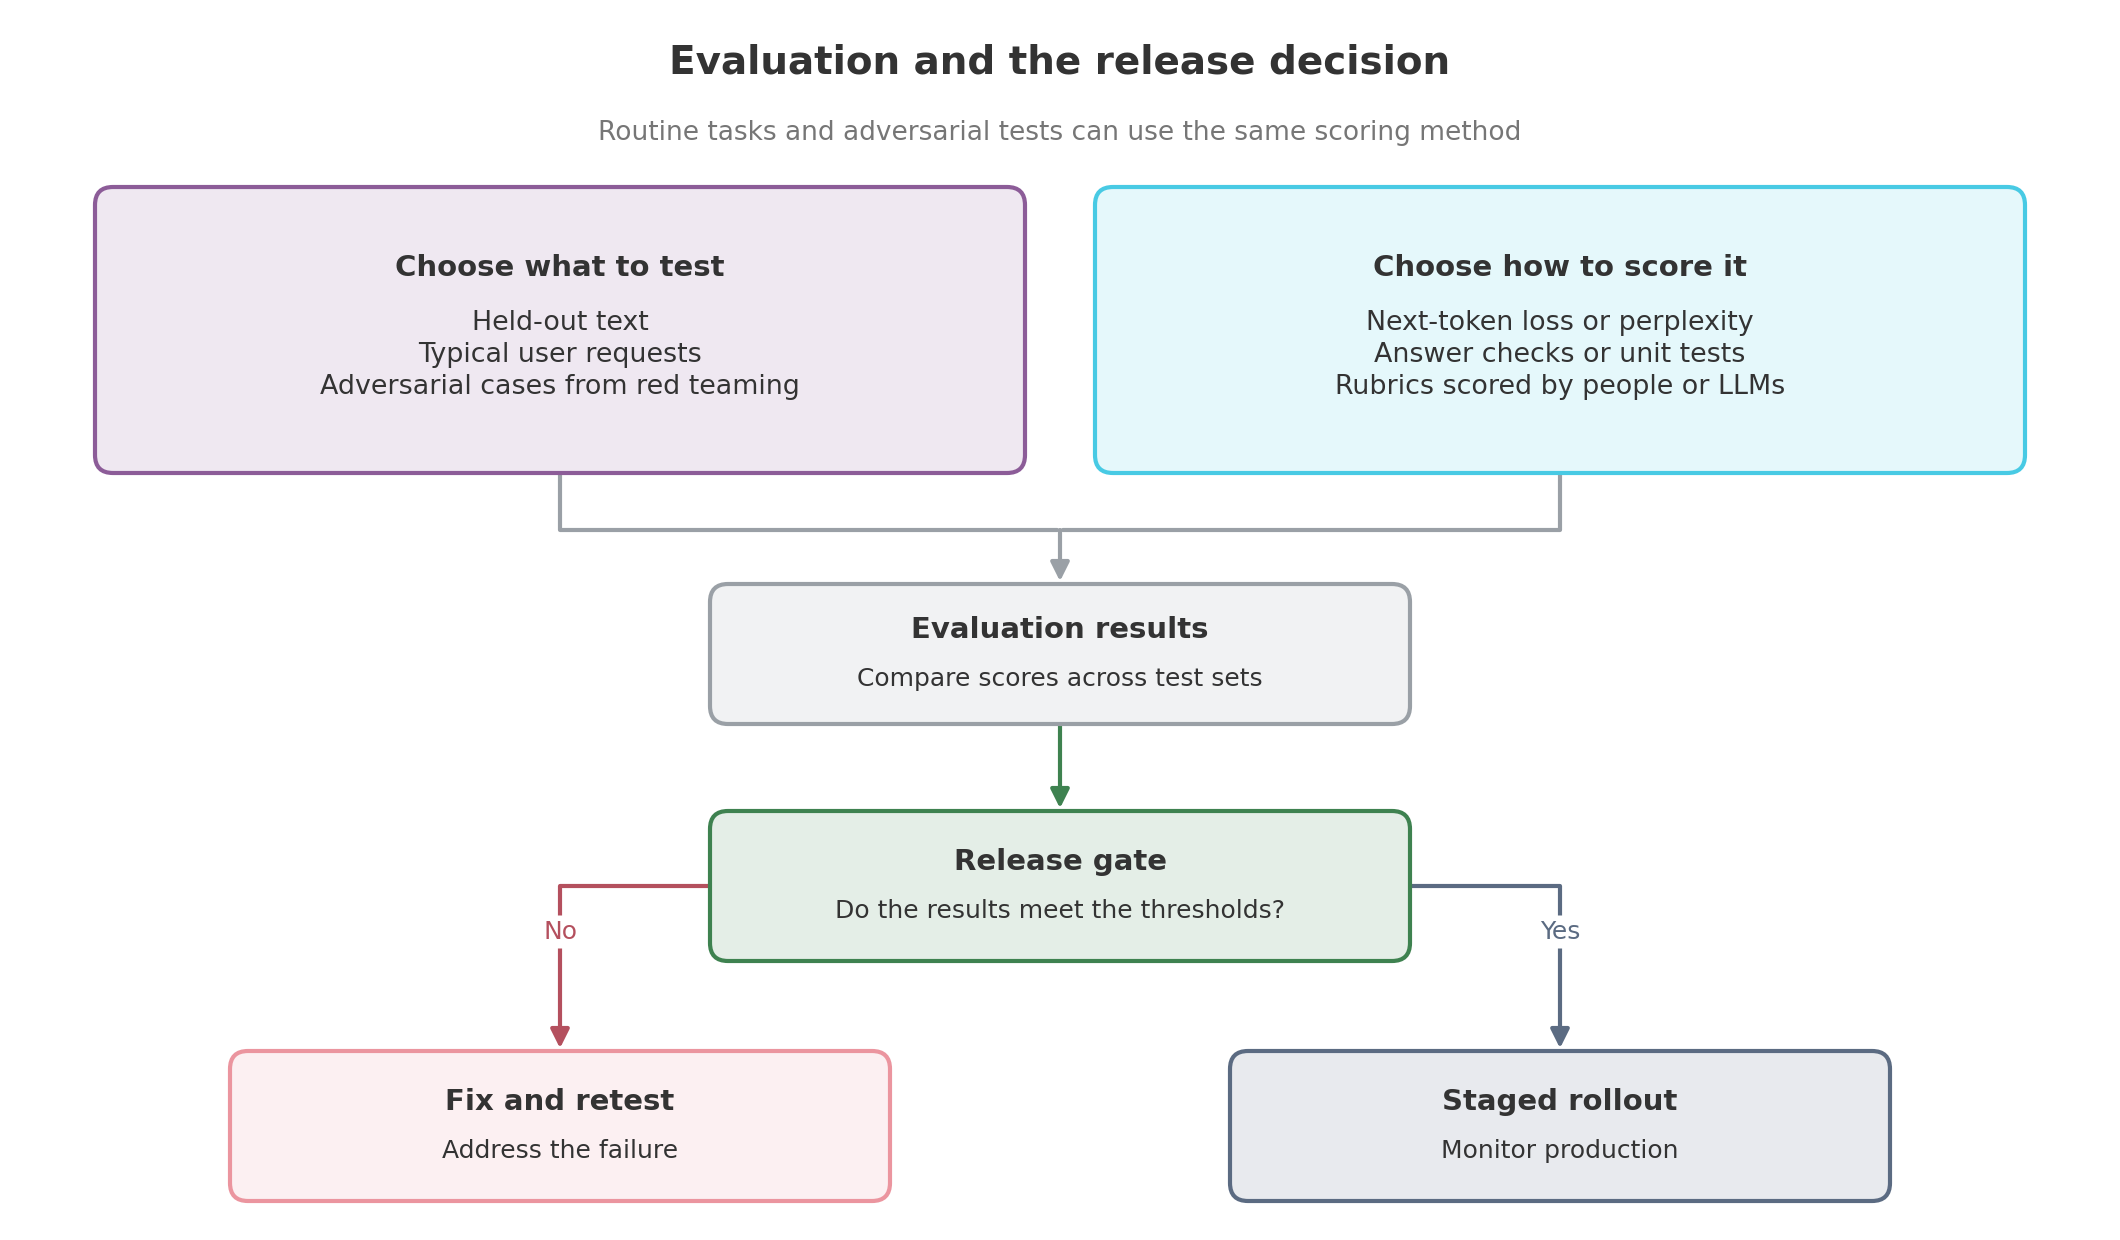 Evaluation and the release decision
Routine tasks and adversarial tests can use the same scoring method
Choose what to test
Held-out text
Typical user requests
Adversarial cases from red teaming
Choose how to score it
Next-token loss or perplexity
Answer checks or unit tests
Rubrics scored by people or LLMs
Evaluation results
Compare scores across test sets
Release gate
Do the results meet the thresholds?
No
Yes
Fix and retest
Address the failure
Staged rollout
Monitor production